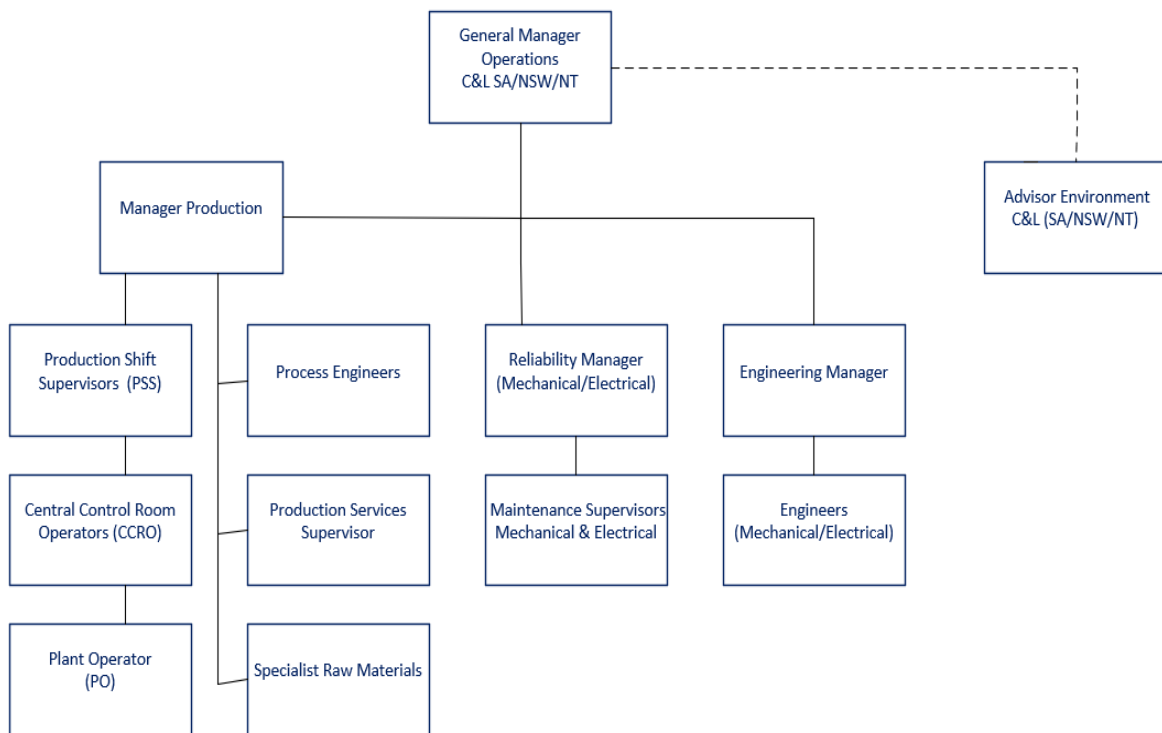 General Manager
Operations
C&L SA/NSW/NT
Manager Production
Advisor Environment
C&L (SA/NSW/NT)
Production Shift
Supervisors (PSS)
Process Engineers
Reliability Manager
(Mechanical/Electrical)
Engineering Manager
Central Control Room
Operators (CCRO)
Production Services
Supervisor
Maintenance Supervisors
Mechanical & Electrical
Engineers
(Mechanical/Electrical)
Plant Operator
(PO)
Specialist Raw Materials